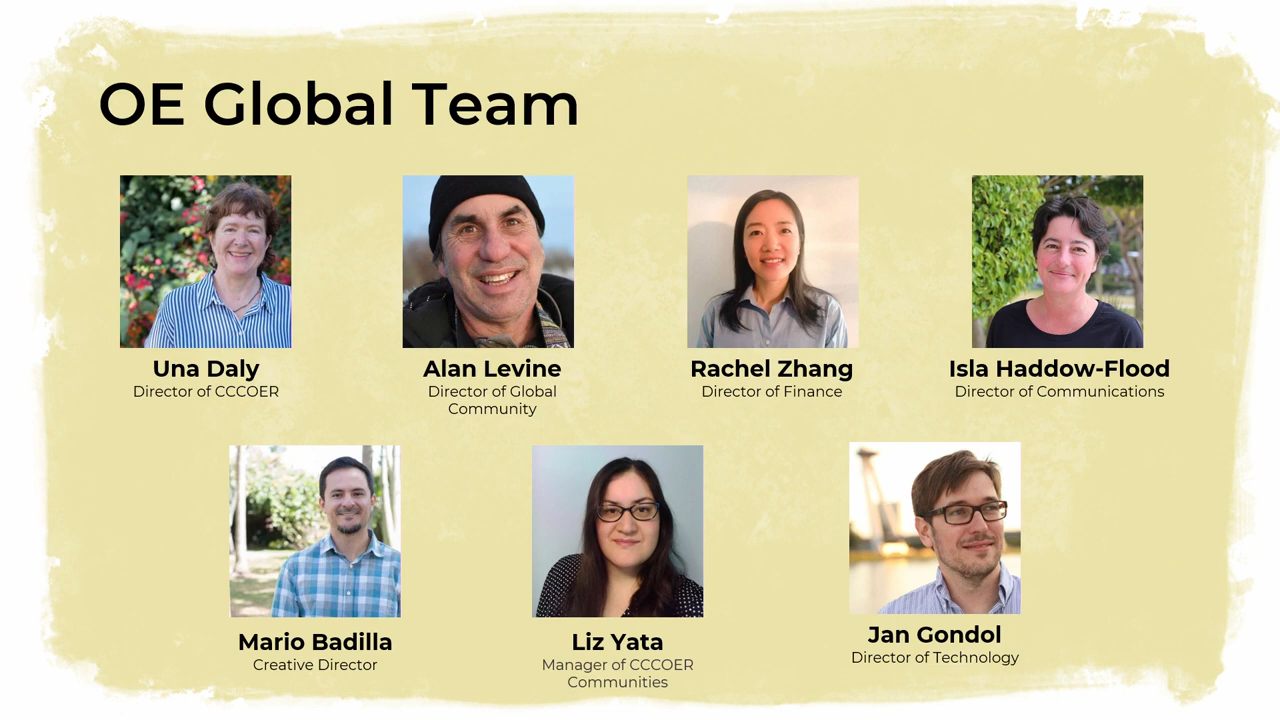 OE Global Team
Una Daly
Director of CCCOER
Alan Levine
Director of Global
Community
Rachel Zhang
Director of Finance
Isla Haddow-Flood
Director of Communications
Mario Badilla
Creative Director
Liz Yata
Manager of CCCOER
Communities
Jan Gondol
Director of Technology